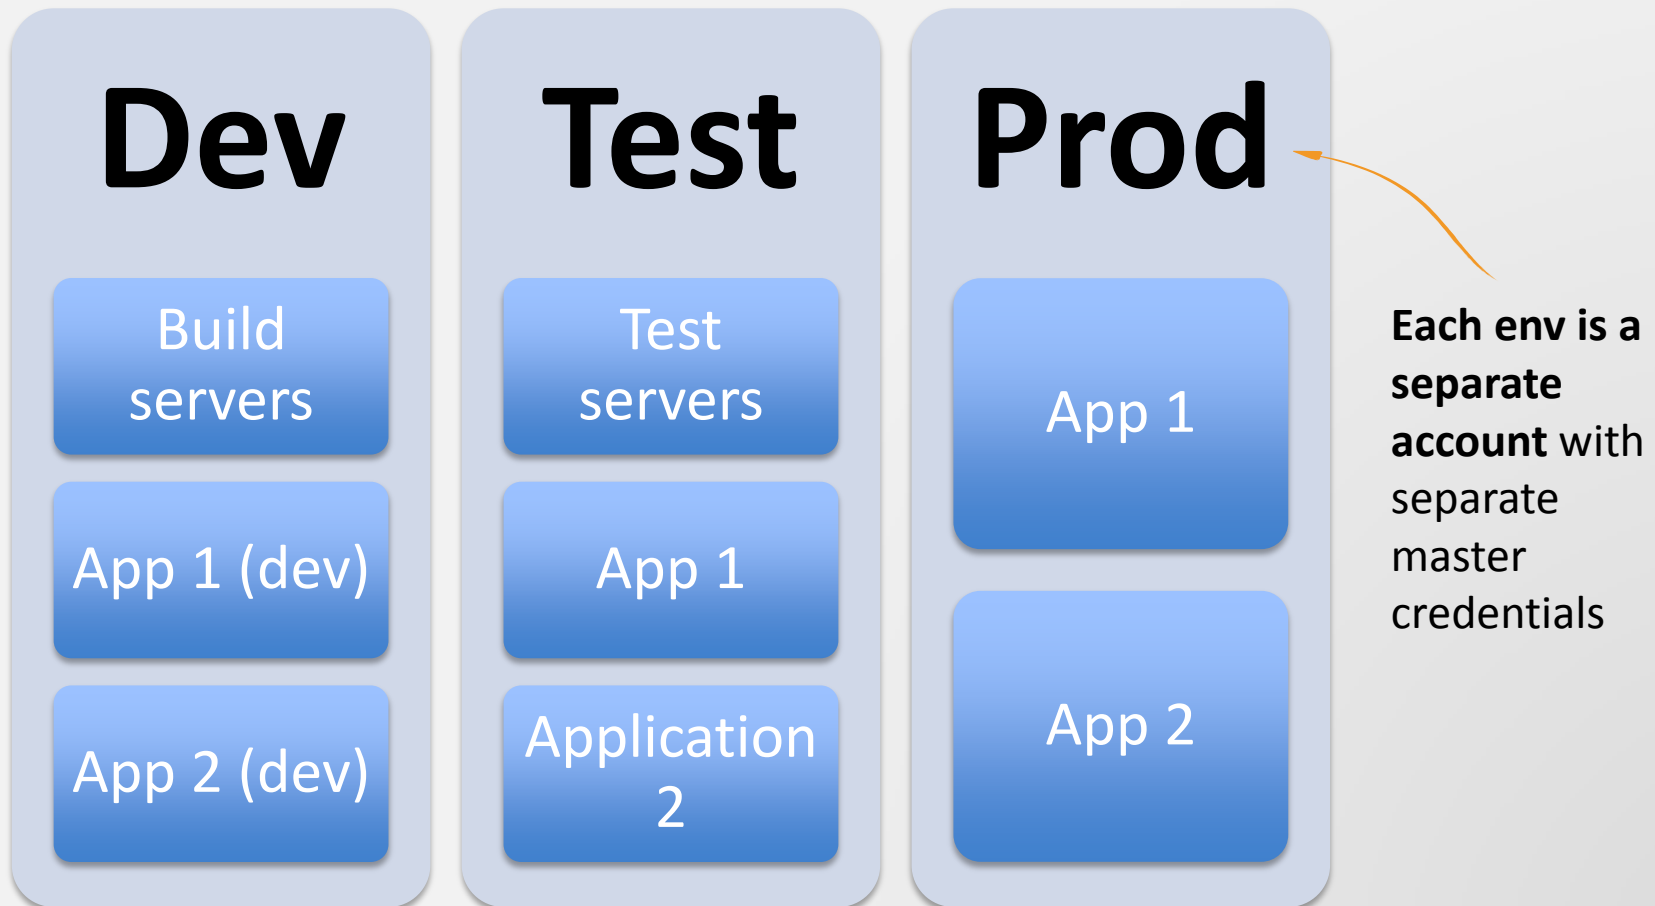 Dev
Build
servers
App 1 (dev)
App 2 (dev)
Test
Test
servers
App 1
Application
2
Prod
App 1
App 2
Each env is a
separate
account with
separate
master
credentials